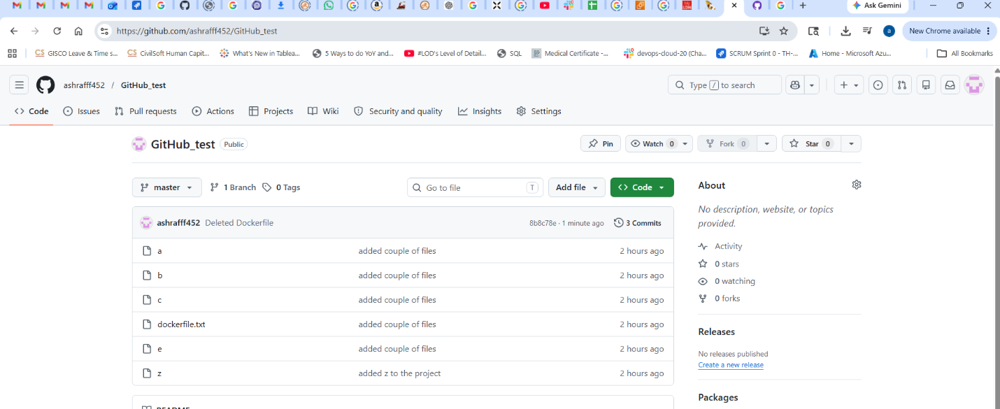 Ask Gemini
https://github.com/ashrafff452/GitHub_test
New Chrome available
GISCO Leave & Time s...
CivilSoft Human Capit...
What's New in Tableau...
5 Ways to do YoY and...
#LOD's Level of Detail...
SQL
Medical Certificate -...
devops-cloud-20 (Cha...
SCRUM Sprint 0 - TH-...
Home - Microsoft Azu...
All Bookmarks
ashrafff452 / GitHub_test
Type / to search
Code
Issues
Pull requests
Actions
Projects
Wiki
Security and quality
Insights
Settings
GitHub_test Public
Pin
Watch 0
Fork 0
Star 0
master
1 Branch
0 Tags
Go to file T
Add file
Code
ashrafff452 Deleted Dockerfile 8b8c78e · 1 minute ago 3 Commits
a added couple of files 2 hours ago
b added couple of files 2 hours ago
c added couple of files 2 hours ago
dockerfile.txt added couple of files 2 hours ago
e added couple of files 2 hours ago
z added z to the project 2 hours ago
README
About
No description, website, or topics
provided.
Activity
0 stars
0 watching
0 forks
Releases
No releases published
Create a new release
Packages